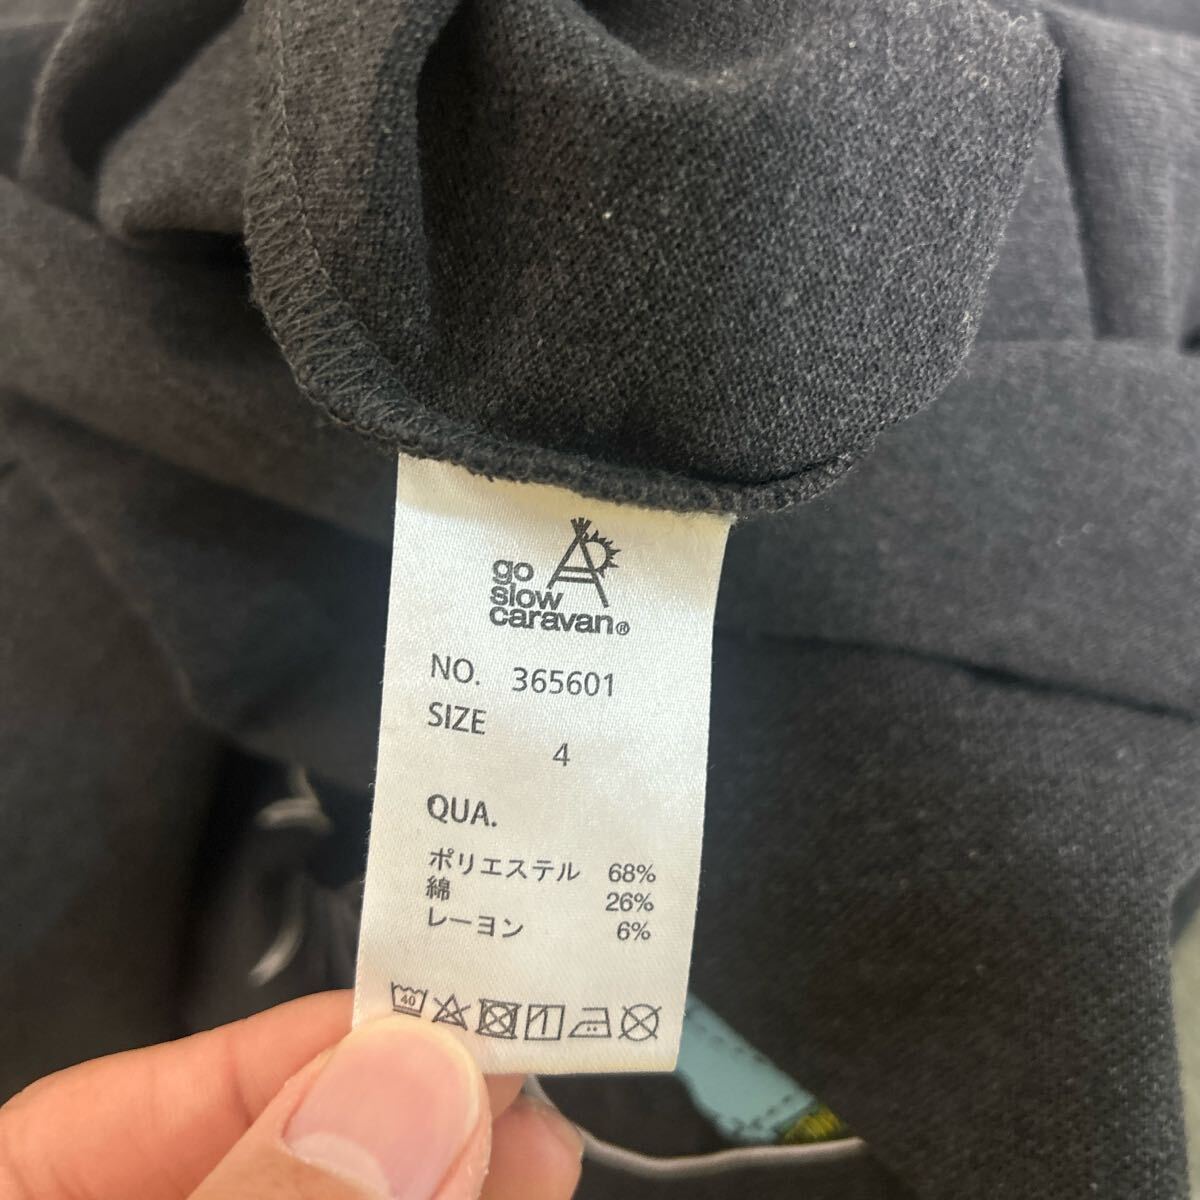 go
slow
caravan®
NO. 365601
SIZE
4
QUA.
ポリエステル 68%
綿 26%
レーヨン 6%
40